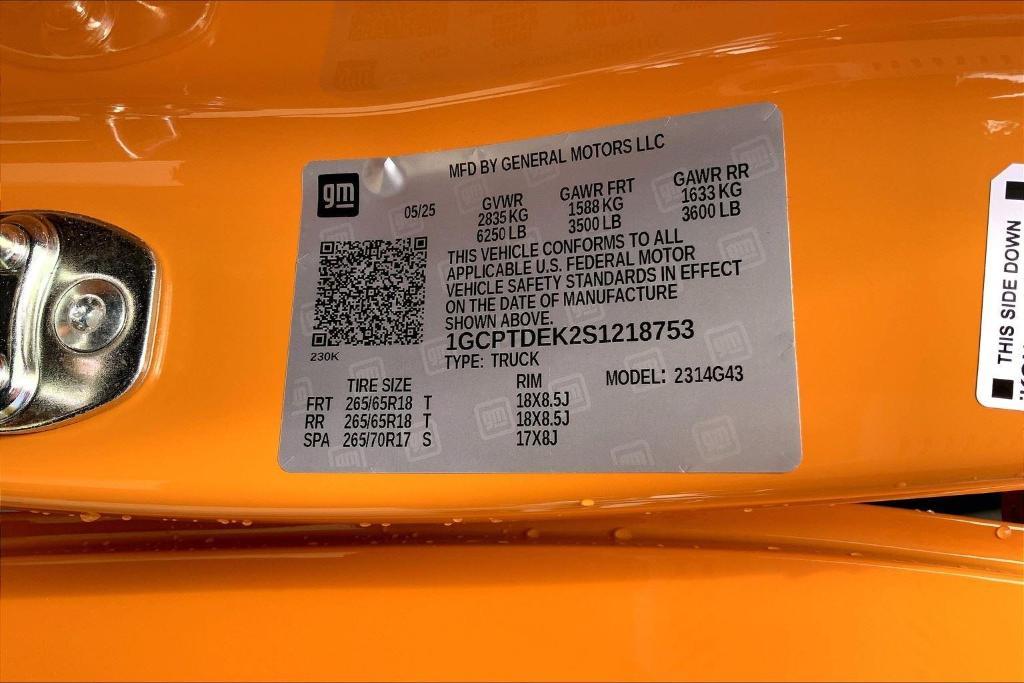 MFD BY GENERAL MOTORS LLC
gm
05/25
GVWR
2835 KG
6250 LB
GAWR FRT
1588 KG
3500 LB
GAWR RR
1633 KG
3600 LB
THIS VEHICLE CONFORMS TO ALL
APPLICABLE U.S. FEDERAL MOTOR
VEHICLE SAFETY STANDARDS IN EFFECT
ON THE DATE OF MANUFACTURE
SHOWN ABOVE.
1GCPTDEK2S1218753
230K
TYPE: TRUCK
MODEL: 2314G43
TIRE SIZE RIM
FRT 265/65R18 T 18X8.5J
RR 265/65R18 T 18X8.5J
SPA 265/70R17 S 17X8J
THIS SIDE DOWN